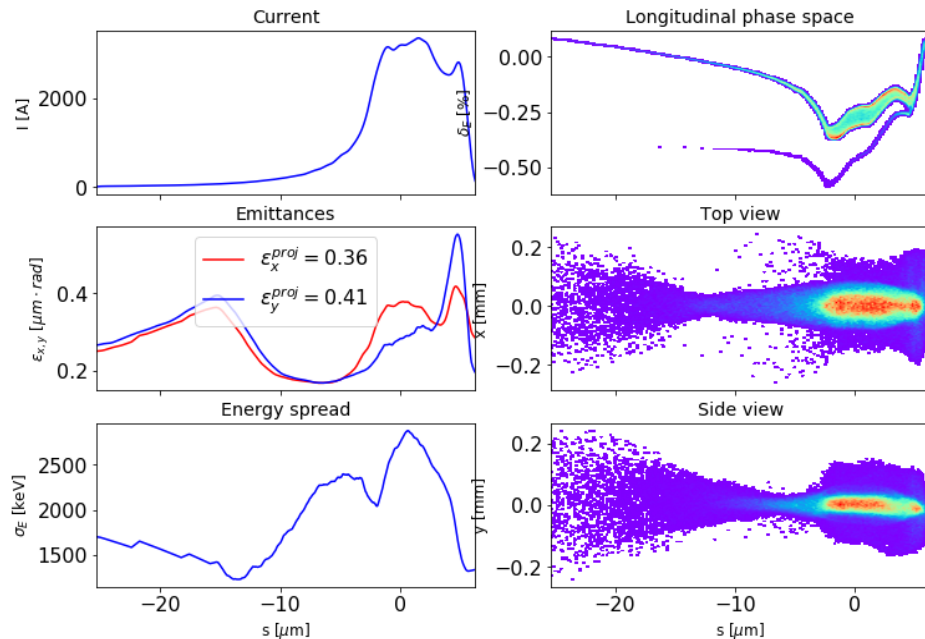 Current
I [A]
2000
0
Longitudinal phase space
δ_E [%]
0.00
−0.25
−0.50
Emittances
ε_{x,y} [μm · rad]
0.4
0.2
ε_x^{proj} = 0.36
ε_y^{proj} = 0.41
Top view
x [mm]
0.2
0.0
−0.2
Energy spread
σ_E [keV]
2500
2000
1500
−20
−10
0
s [μm]
Side view
y [mm]
0.2
0.0
−0.2
−20
−10
0
s [μm]